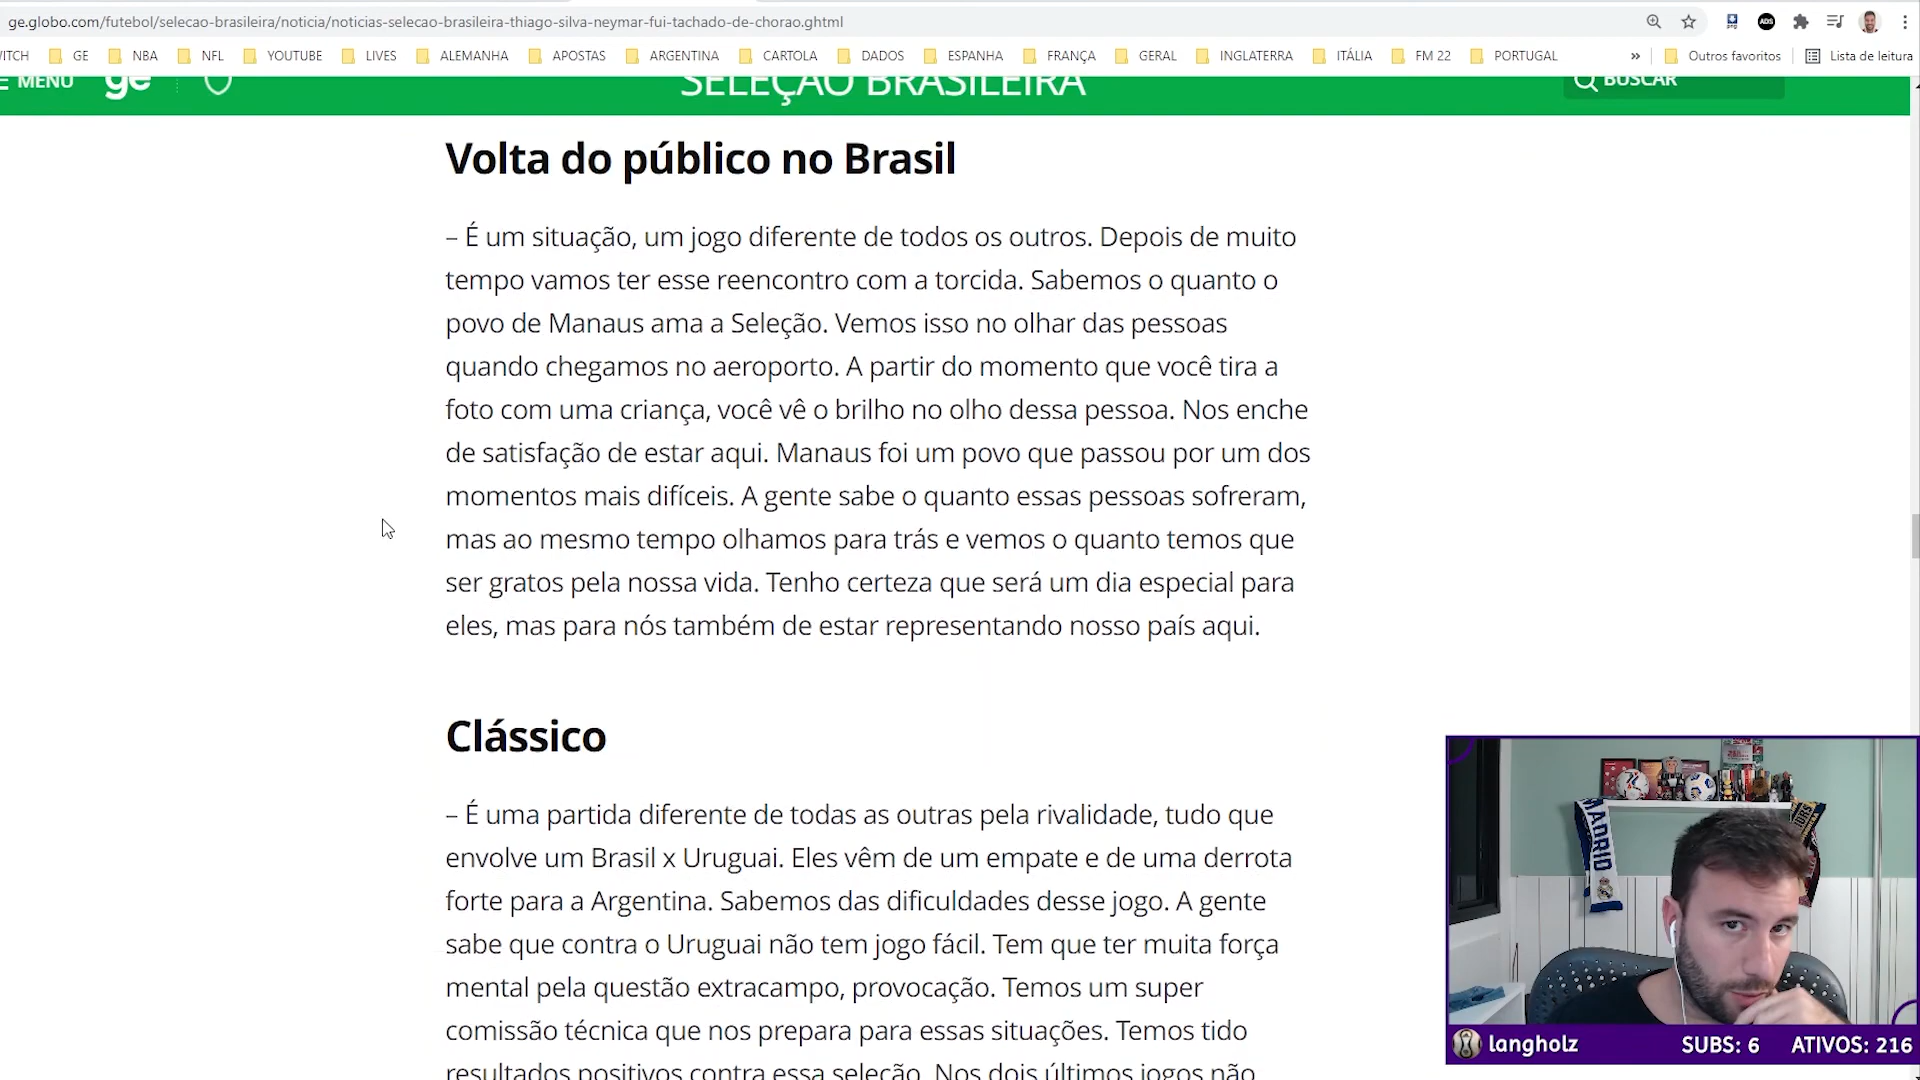 ge.globo.com/futebol/selecao-brasileira/noticia/noticias-selecao-brasileira-thiago-silva-neymar-fui-tachado-de-chorao.ghtml
ITCH GE NBA NFL YOUTUBE LIVES ALEMANHA APOSTAS ARGENTINA CARTOLA DADOS ESPANHA FRANÇA GERAL INGLATERRA ITÁLIA FM 22 PORTUGAL » Outros favoritos Lista de leitura
MENU ge SELEÇÃO BRASILEIRA BUSCAR
Volta do público no Brasil
– É um situação, um jogo diferente de todos os outros. Depois de muito
tempo vamos ter esse reencontro com a torcida. Sabemos o quanto o
povo de Manaus ama a Seleção. Vemos isso no olhar das pessoas
quando chegamos no aeroporto. A partir do momento que você tira a
foto com uma criança, você vê o brilho no olho dessa pessoa. Nos enche
de satisfação de estar aqui. Manaus foi um povo que passou por um dos
momentos mais difíceis. A gente sabe o quanto essas pessoas sofreram,
mas ao mesmo tempo olhamos para trás e vemos o quanto temos que
ser gratos pela nossa vida. Tenho certeza que será um dia especial para
eles, mas para nós também de estar representando nosso país aqui.
Clássico
– É uma partida diferente de todas as outras pela rivalidade, tudo que
envolve um Brasil x Uruguai. Eles vêm de um empate e de uma derrota
forte para a Argentina. Sabemos das dificuldades desse jogo. A gente
sabe que contra o Uruguai não tem jogo fácil. Tem que ter muita força
mental pela questão extracampo, provocação. Temos um super
comissão técnica que nos prepara para essas situações. Temos tido
resultados positivos contra essa seleção. Nos dois últimos jogos não
MADRID
langholz SUBS: 6 ATIVOS: 216